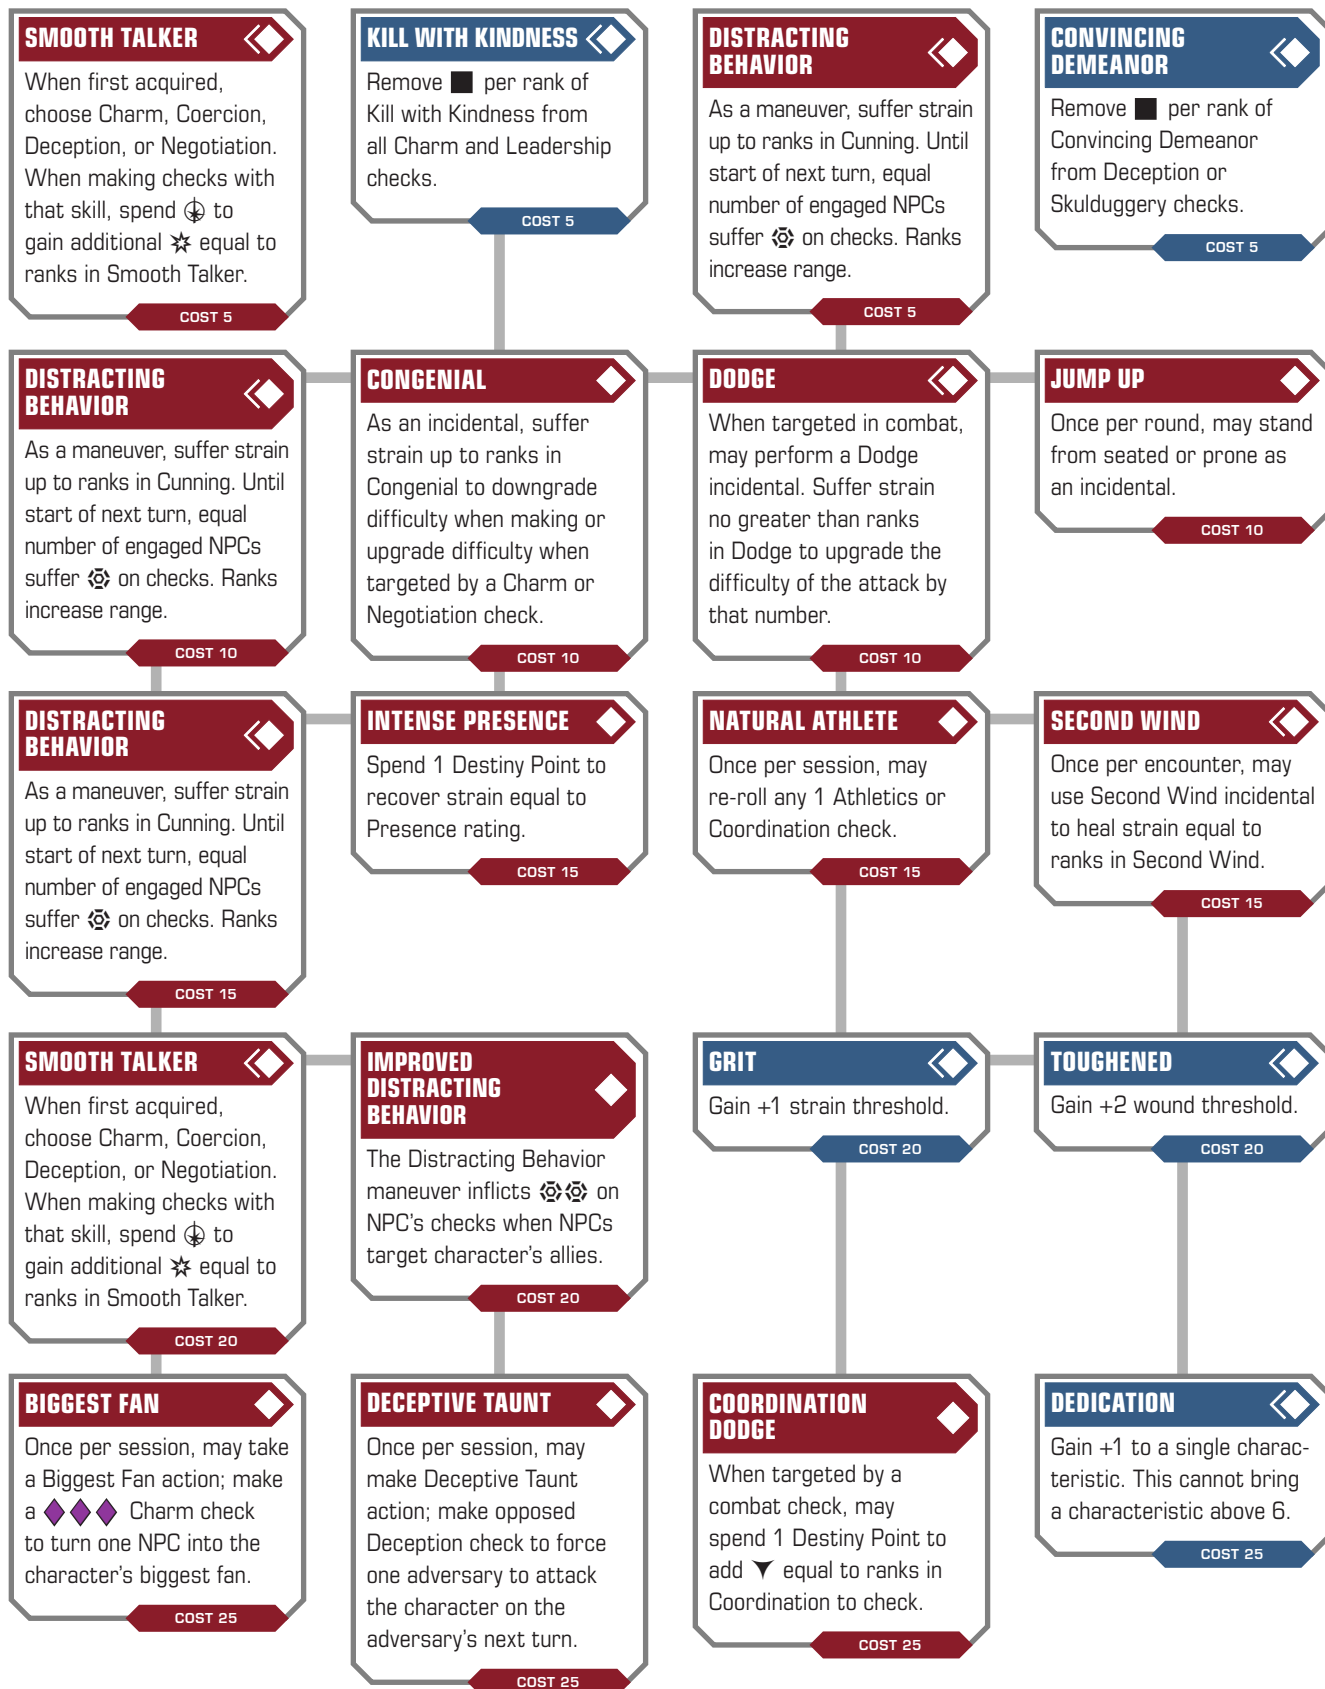 SMOOTH TALKER
When first acquired,
choose Charm, Coercion,
Deception, or Negotiation.
When making checks with
that skill, spend to
gain additional equal to
ranks in Smooth Talker.
COST 5
KILL WITH KINDNESS
Remove per rank of
Kill with Kindness from
all Charm and Leadership
checks.
COST 5
DISTRACTING
BEHAVIOR
As a maneuver, suffer strain
up to ranks in Cunning. Until
start of next turn, equal
number of engaged NPCs
suffer on checks. Ranks
increase range.
COST 5
CONVINCING
DEMEANOR
Remove per rank of
Convincing Demeanor
from Deception or
Skulduggery checks.
COST 5
DISTRACTING
BEHAVIOR
As a maneuver, suffer strain
up to ranks in Cunning. Until
start of next turn, equal
number of engaged NPCs
suffer on checks. Ranks
increase range.
COST 10
CONGENIAL
As an incidental, suffer
strain up to ranks in
Congenial to downgrade
difficulty when making or
upgrade difficulty when
targeted by a Charm or
Negotiation check.
COST 10
DODGE
When targeted in combat,
may perform a Dodge
incidental. Suffer strain
no greater than ranks
in Dodge to upgrade the
difficulty of the attack by
that number.
COST 10
JUMP UP
Once per round, may stand
from seated or prone as
an incidental.
COST 10
DISTRACTING
BEHAVIOR
As a maneuver, suffer strain
up to ranks in Cunning. Until
start of next turn, equal
number of engaged NPCs
suffer on checks. Ranks
increase range.
COST 15
INTENSE PRESENCE
Spend 1 Destiny Point to
recover strain equal to
Presence rating.
COST 15
NATURAL ATHLETE
Once per session, may
re-roll any 1 Athletics or
Coordination check.
COST 15
SECOND WIND
Once per encounter, may
use Second Wind incidental
to heal strain equal to
ranks in Second Wind.
COST 15
SMOOTH TALKER
When first acquired,
choose Charm, Coercion,
Deception, or Negotiation.
When making checks with
that skill, spend to
gain additional equal to
ranks in Smooth Talker.
COST 20
IMPROVED
DISTRACTING
BEHAVIOR
The Distracting Behavior
maneuver inflicts on
NPC's checks when NPCs
target character's allies.
COST 20
GRIT
Gain +1 strain threshold.
COST 20
TOUGHENED
Gain +2 wound threshold.
COST 20
BIGGEST FAN
Once per session, may take
a Biggest Fan action; make
a Charm check
to turn one NPC into the
character's biggest fan.
COST 25
DECEPTIVE TAUNT
Once per session, may
make Deceptive Taunt
action; make opposed
Deception check to force
one adversary to attack
the character on the
adversary's next turn.
COST 25
COORDINATION
DODGE
When targeted by a
combat check, may
spend 1 Destiny Point to
add equal to ranks in
Coordination to check.
COST 25
DEDICATION
Gain +1 to a single charac-
teristic. This cannot bring
a characteristic above 6.
COST 25